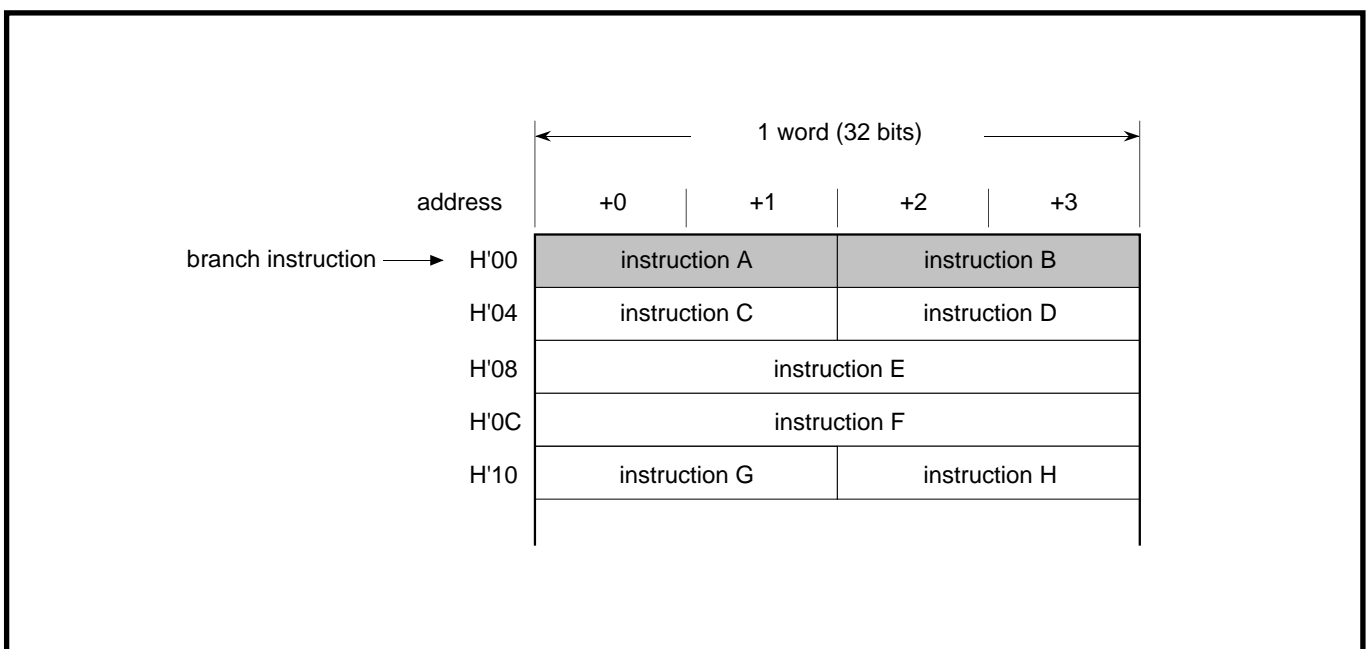 1 word (32 bits)
address +0 +1 +2 +3
branch instruction H'00 instruction A instruction B
H'04 instruction C instruction D
H'08 instruction E
H'0C instruction F
H'10 instruction G instruction H